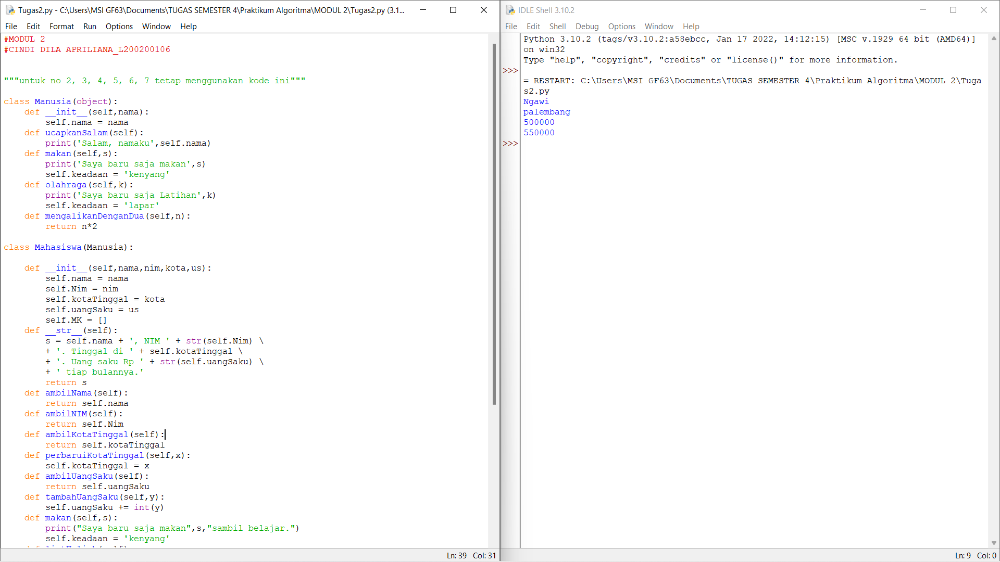 Tugas2.py - C:\Users\MSI GF63\Documents\TUGAS SEMESTER 4\Praktikum Algoritma\MODUL 2\Tugas2.py (3.1...
File Edit Format Run Options Window Help
#MODUL 2
#CINDI DILA APRILIANA_L200200106
"""untuk no 2, 3, 4, 5, 6, 7 tetap menggunakan kode ini"""
class Manusia(object):
    def __init__(self,nama):
        self.nama = nama
    def ucapkanSalam(self):
        print('Salam, namaku',self.nama)
    def makan(self,s):
        print('Saya baru saja makan',s)
        self.keadaan = 'kenyang'
    def olahraga(self,k):
        print('Saya baru saja Latihan',k)
        self.keadaan = 'lapar'
    def mengalikanDenganDua(self,n):
        return n*2
class Mahasiswa(Manusia):
    def __init__(self,nama,nim,kota,us):
        self.nama = nama
        self.Nim = nim
        self.kotaTinggal = kota
        self.uangSaku = us
        self.MK = []
    def __str__(self):
        s = self.nama + ', NIM ' + str(self.Nim) \
        + '. Tinggal di ' + self.kotaTinggal \
        + '. Uang saku Rp ' + str(self.uangSaku) \
        + ' tiap bulannya.'
        return s
    def ambilNama(self):
        return self.nama
    def ambilNIM(self):
        return self.Nim
    def ambilKotaTinggal(self):
        return self.kotaTinggal
    def perbaruiKotaTinggal(self,x):
        self.kotaTinggal = x
    def ambilUangSaku(self):
        return self.uangSaku
    def tambahUangSaku(self,y):
        self.uangSaku += int(y)
    def makan(self,s):
        print("Saya baru saja makan",s,"sambil belajar.")
        self.keadaan = 'kenyang'
Ln: 39 Col: 31
IDLE Shell 3.10.2
File Edit Shell Debug Options Window Help
Python 3.10.2 (tags/v3.10.2:a58ebcc, Jan 17 2022, 14:12:15) [MSC v.1929 64 bit (AMD64)]
on win32
Type "help", "copyright", "credits" or "license()" for more information.
>>>
= RESTART: C:\Users\MSI GF63\Documents\TUGAS SEMESTER 4\Praktikum Algoritma\MODUL 2\Tuga
s2.py
Ngawi
palembang
500000
550000
>>>
Ln: 9 Col: 0